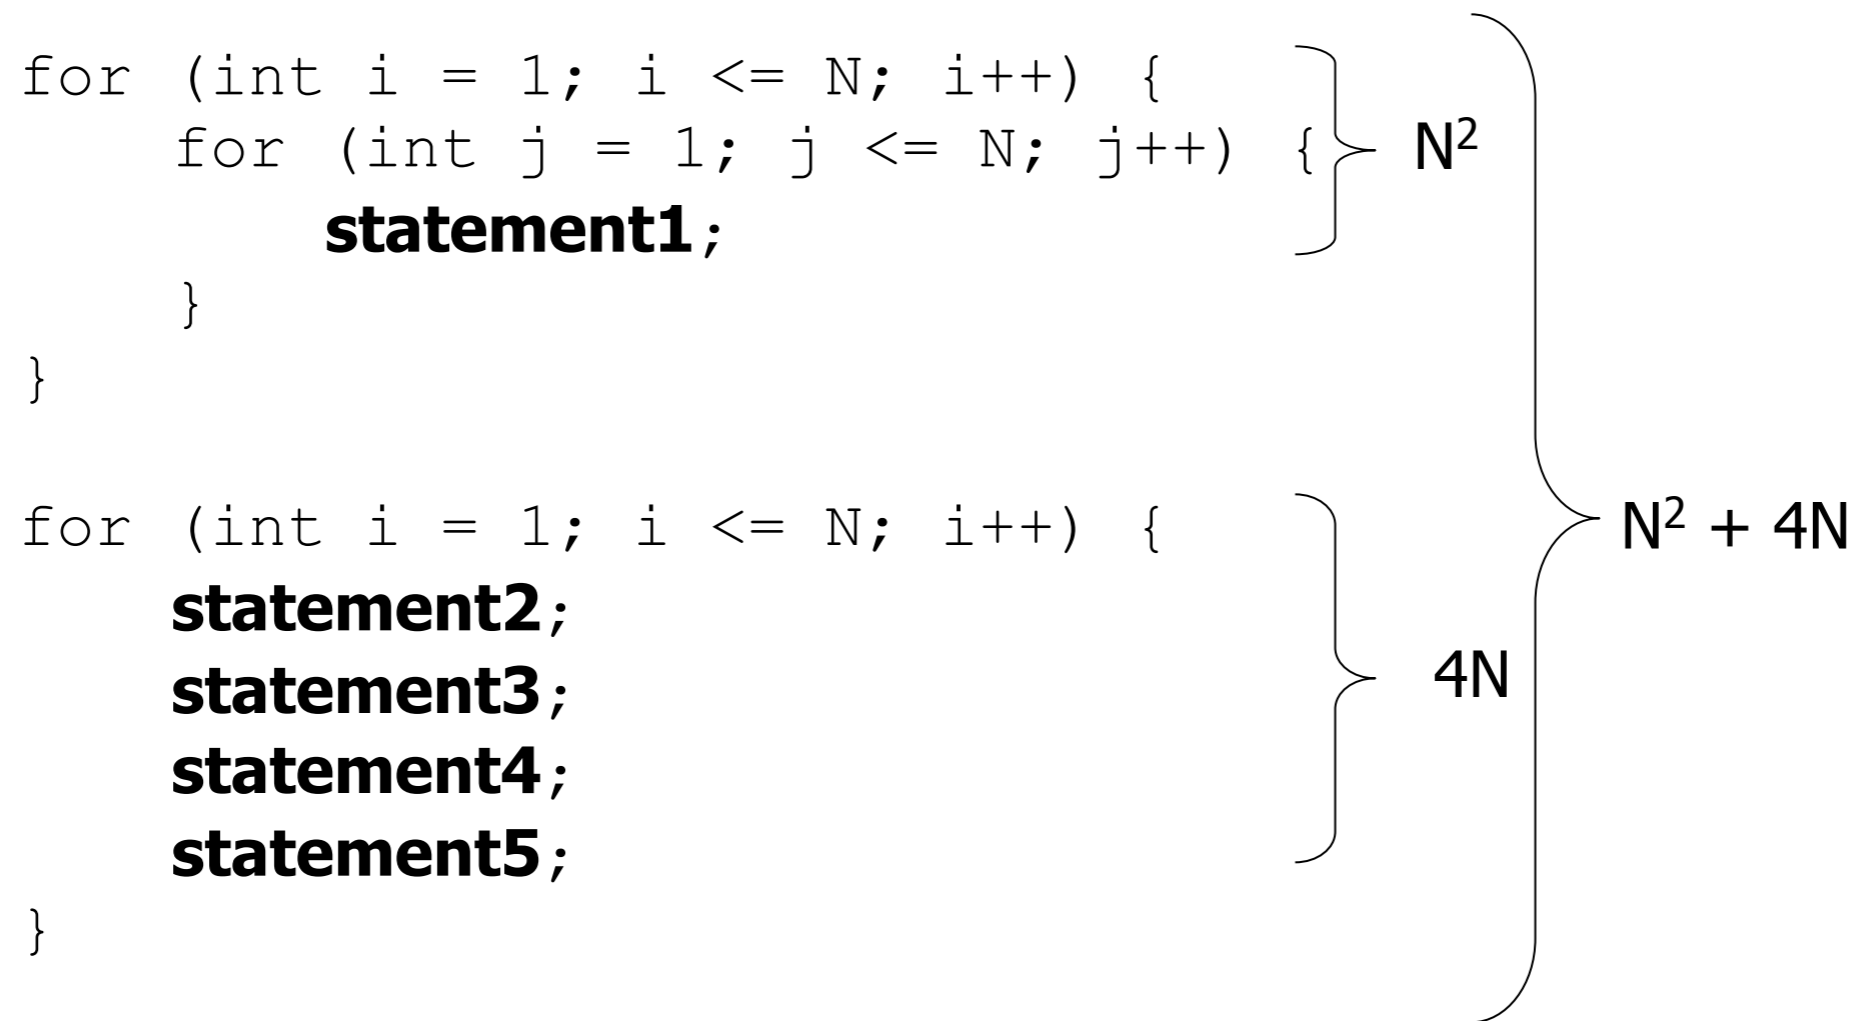 for (int i = 1; i <= N; i++) {
for (int j = 1; j <= N; j++) {
N²
statement1;
}
}
for (int i = 1; i <= N; i++) {
N² + 4N
statement2;
statement3;
4N
statement4;
statement5;
}